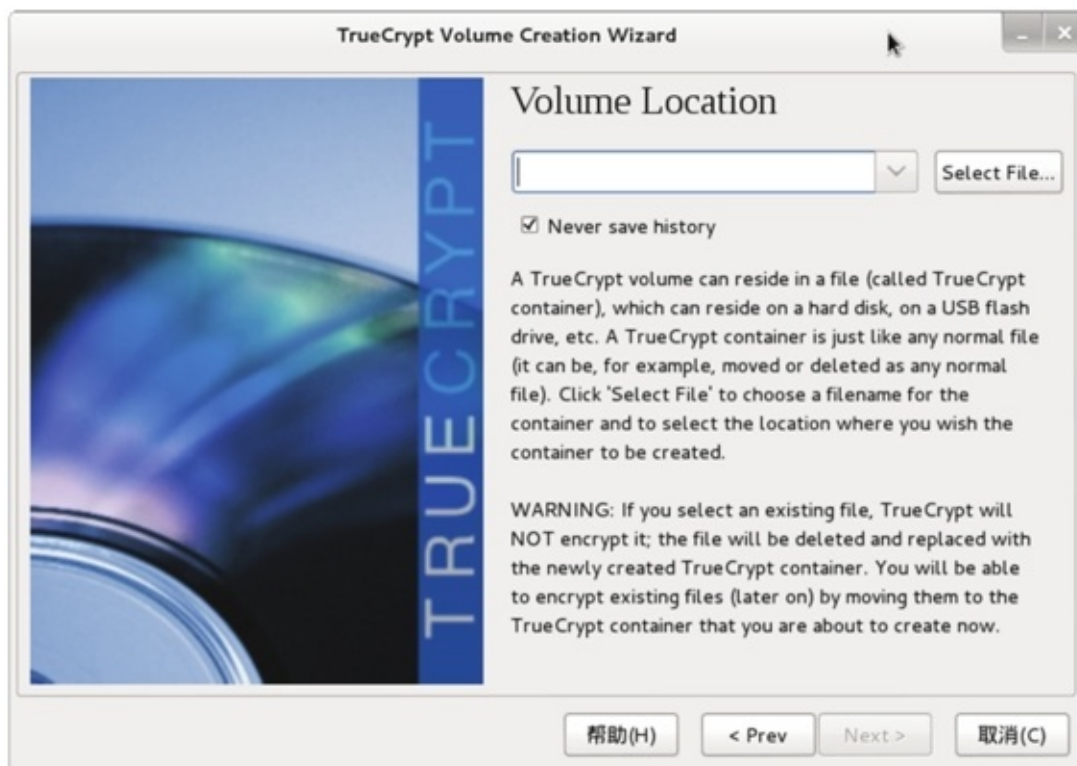 TrueCrypt Volume Creation Wizard
TRUECRYPT
Volume Location
Select File...
Never save history
A TrueCrypt volume can reside in a file (called TrueCrypt
container), which can reside on a hard disk, on a USB flash
drive, etc. A TrueCrypt container is just like any normal file
(it can be, for example, moved or deleted as any normal
file). Click 'Select File' to choose a filename for the
container and to select the location where you wish the
container to be created.
WARNING: If you select an existing file, TrueCrypt will
NOT encrypt it; the file will be deleted and replaced with
the newly created TrueCrypt container. You will be able
to encrypt existing files (later on) by moving them to the
TrueCrypt container that you are about to create now.
帮助(H)
< Prev
Next >
取消(C)